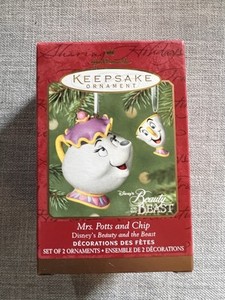 Hallmark
KEEPSAKE
ORNAMENT
Disney's
Beauty and the
BEAST
Mrs. Potts and Chip
Disney's Beauty and the Beast
DÉCORATIONS DES FÊTES
SET OF 2 ORNAMENTS • ENSEMBLE DE 2 DÉCORATIONS